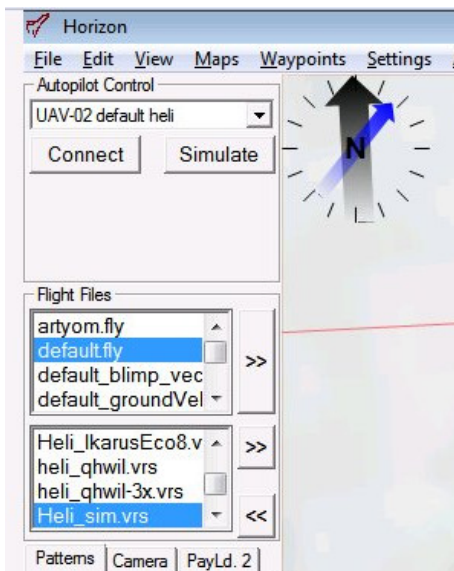 Horizon
File Edit View Maps Waypoints Settings
Autopilot Control
UAV-02 default heli
Connect Simulate
N
Flight Files
artyom.fly
default.fly
default_blimp_vec
default_groundVel
>>
Heli_IkarusEco8.v
heli_qhwil.vrs
heli_qhwil-3x.vrs
Heli_sim.vrs
>>
<<
Patterns Camera PayLd. 2